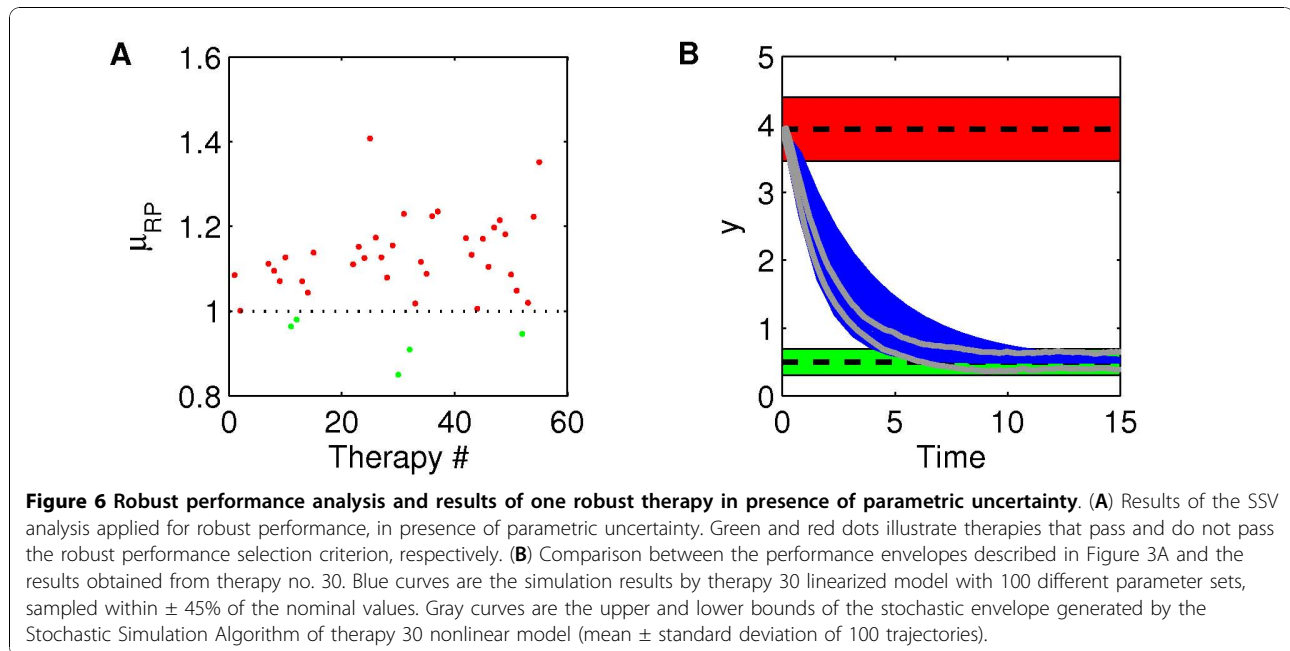 A
1.6
1.4
1.2
1
0.8
μRP
0
20
40
60
Therapy #
B
5
4
3
2
1
0
y
0
5
10
15
Time
Figure 6 Robust performance analysis and results of one robust therapy in presence of parametric uncertainty. (A) Results of the SSV
analysis applied for robust performance, in presence of parametric uncertainty. Green and red dots illustrate therapies that pass and do not pass
the robust performance selection criterion, respectively. (B) Comparison between the performance envelopes described in Figure 3A and the
results obtained from therapy no. 30. Blue curves are the simulation results by therapy 30 linearized model with 100 different parameter sets,
sampled within ± 45% of the nominal values. Gray curves are the upper and lower bounds of the stochastic envelope generated by the
Stochastic Simulation Algorithm of therapy 30 nonlinear model (mean ± standard deviation of 100 trajectories).